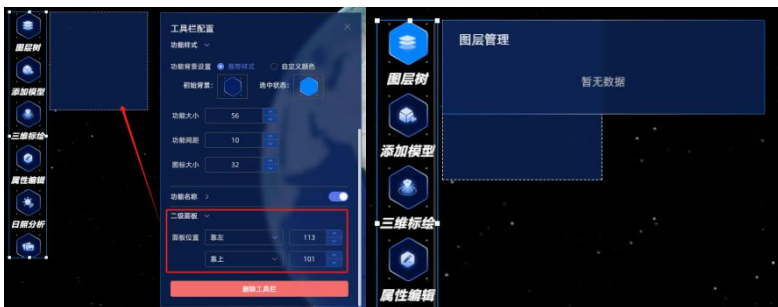 图层树
添加模型
三维标绘
属性编辑
日照分析
工具栏配置
功能样式
功能背景设置 推荐样式 自定义颜色
初始背景: 选中状态:
功能大小 56
功能间距 10
图标大小 32
功能名称
二级面板
面板位置 靠左 113
靠上 101
删除工具栏
图层树
添加模型
三维标绘
属性编辑
图层管理
暂无数据